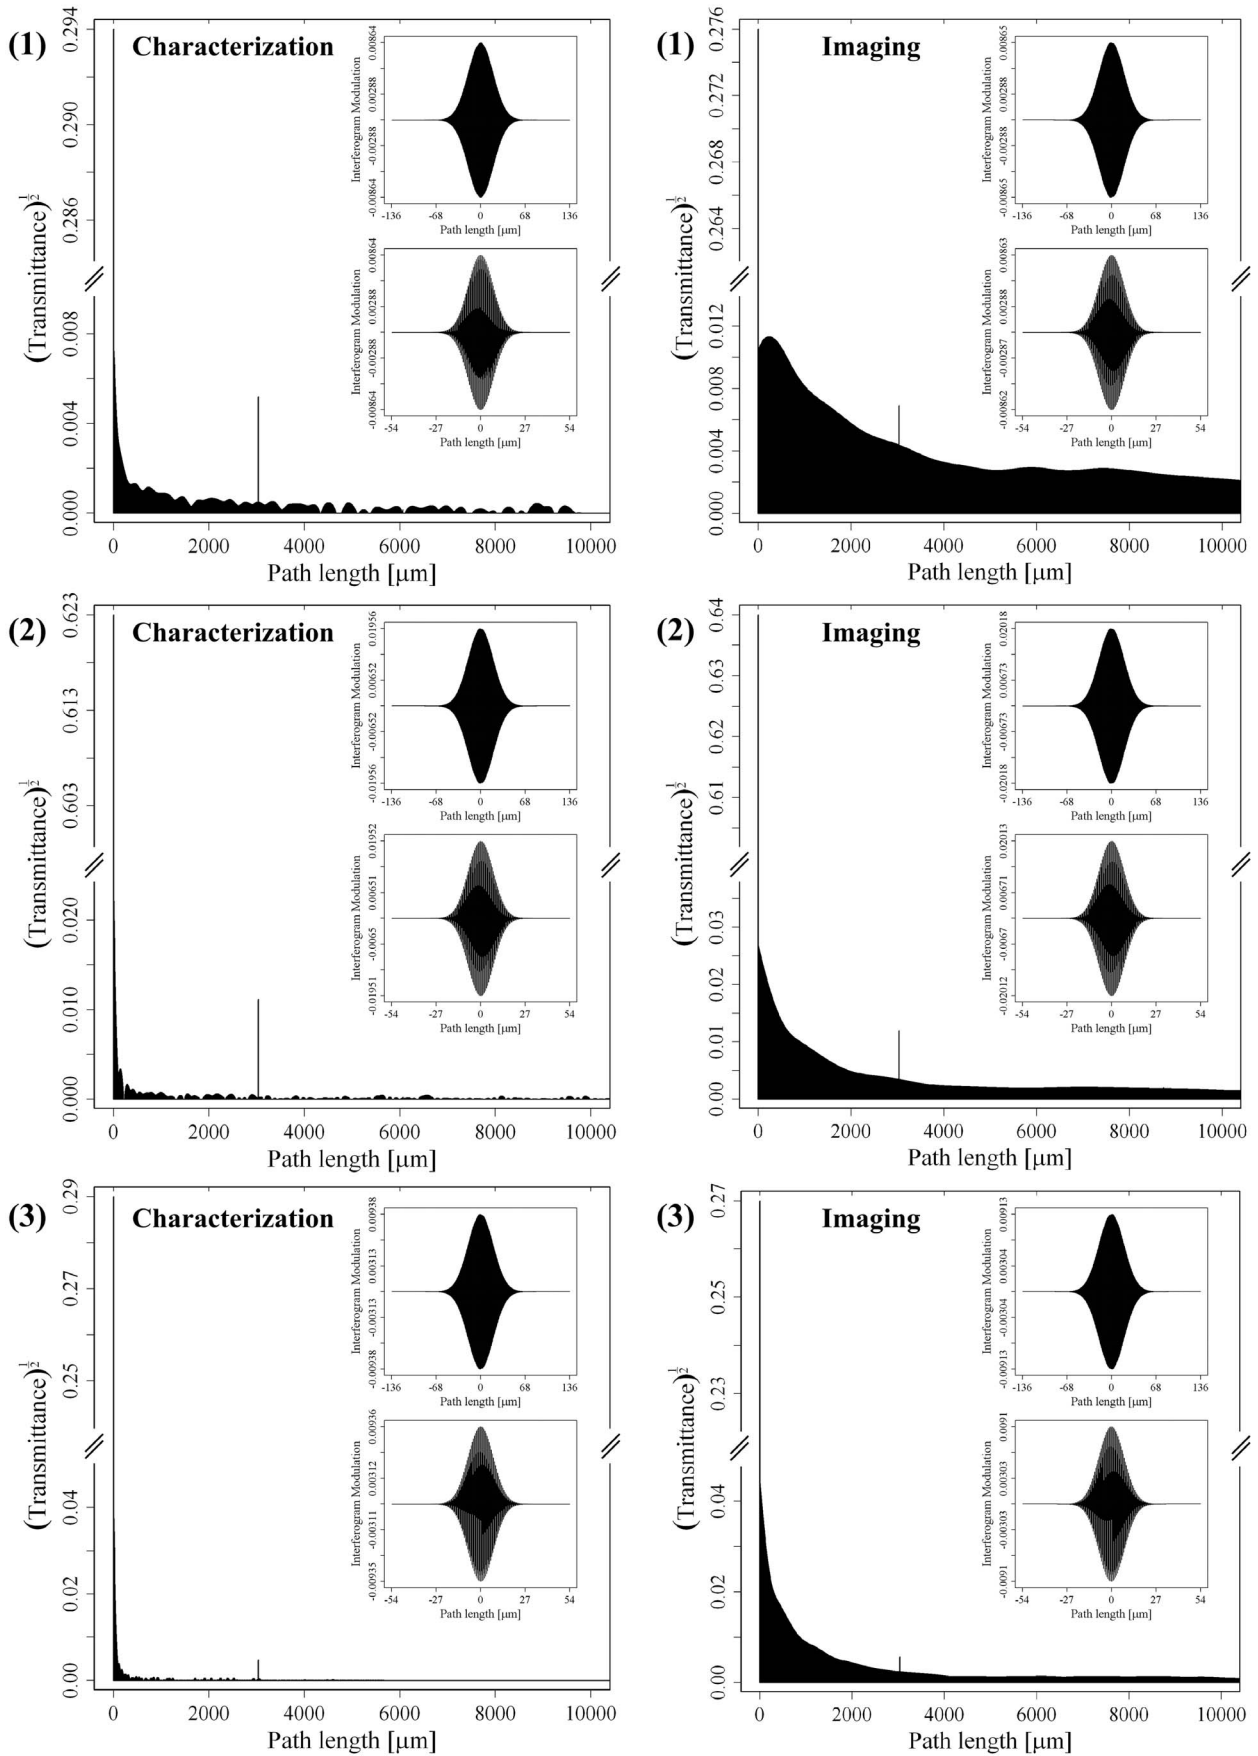 (1) Characterization
(Transmittance)^1/2
0.294
0.290
0.286
0.008
0.004
0.000
0 2000 4000 6000 8000 10000
Path length [μm]
Interferogram Modulation
0.00864
0.00288
-0.00288
-0.00864
-136 -68 0 68 136
Path length [μm]
Interferogram Modulation
0.00864
0.00288
-0.00288
-0.00864
-54 -27 0 27 54
Path length [μm]
(1) Imaging
(Transmittance)^1/2
0.276
0.272
0.268
0.264
0.012
0.008
0.004
0.000
0 2000 4000 6000 8000 10000
Path length [μm]
Interferogram Modulation
0.00865
0.00288
-0.00288
-0.00865
-136 -68 0 68 136
Path length [μm]
Interferogram Modulation
0.00863
0.00288
-0.00287
-0.00862
-54 -27 0 27 54
Path length [μm]
(2) Characterization
(Transmittance)^1/2
0.623
0.613
0.603
0.020
0.010
0.000
0 2000 4000 6000 8000 10000
Path length [μm]
Interferogram Modulation
0.01956
0.00652
-0.00652
-0.01956
-136 -68 0 68 136
Path length [μm]
Interferogram Modulation
0.01952
0.00651
-0.0065
-0.01951
-54 -27 0 27 54
Path length [μm]
(2) Imaging
(Transmittance)^1/2
0.64
0.63
0.62
0.61
0.03
0.02
0.01
0.00
0 2000 4000 6000 8000 10000
Path length [μm]
Interferogram Modulation
0.02018
0.00673
-0.00673
-0.02018
-136 -68 0 68 136
Path length [μm]
Interferogram Modulation
0.02013
0.00671
-0.0067
-0.02012
-54 -27 0 27 54
Path length [μm]
(3) Characterization
(Transmittance)^1/2
0.29
0.27
0.25
0.04
0.02
0.00
0 2000 4000 6000 8000 10000
Path length [μm]
Interferogram Modulation
0.00938
0.00313
-0.00313
-0.00938
-136 -68 0 68 136
Path length [μm]
Interferogram Modulation
0.00936
0.00312
-0.00311
-0.00935
-54 -27 0 27 54
Path length [μm]
(3) Imaging
(Transmittance)^1/2
0.27
0.25
0.23
0.04
0.02
0.00
0 2000 4000 6000 8000 10000
Path length [μm]
Interferogram Modulation
0.00913
0.00304
-0.00304
-0.00913
-136 -68 0 68 136
Path length [μm]
Interferogram Modulation
0.0091
0.00303
-0.00303
-0.0091
-54 -27 0 27 54
Path length [μm]